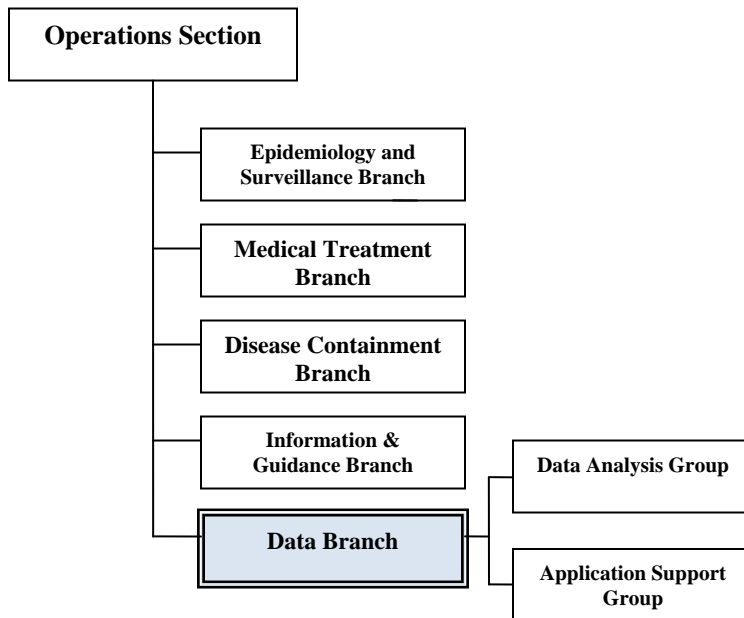 Operations Section
Epidemiology and
Surveillance Branch
Medical Treatment
Branch
Disease Containment
Branch
Information &
Guidance Branch
Data Branch
Data Analysis Group
Application Support
Group